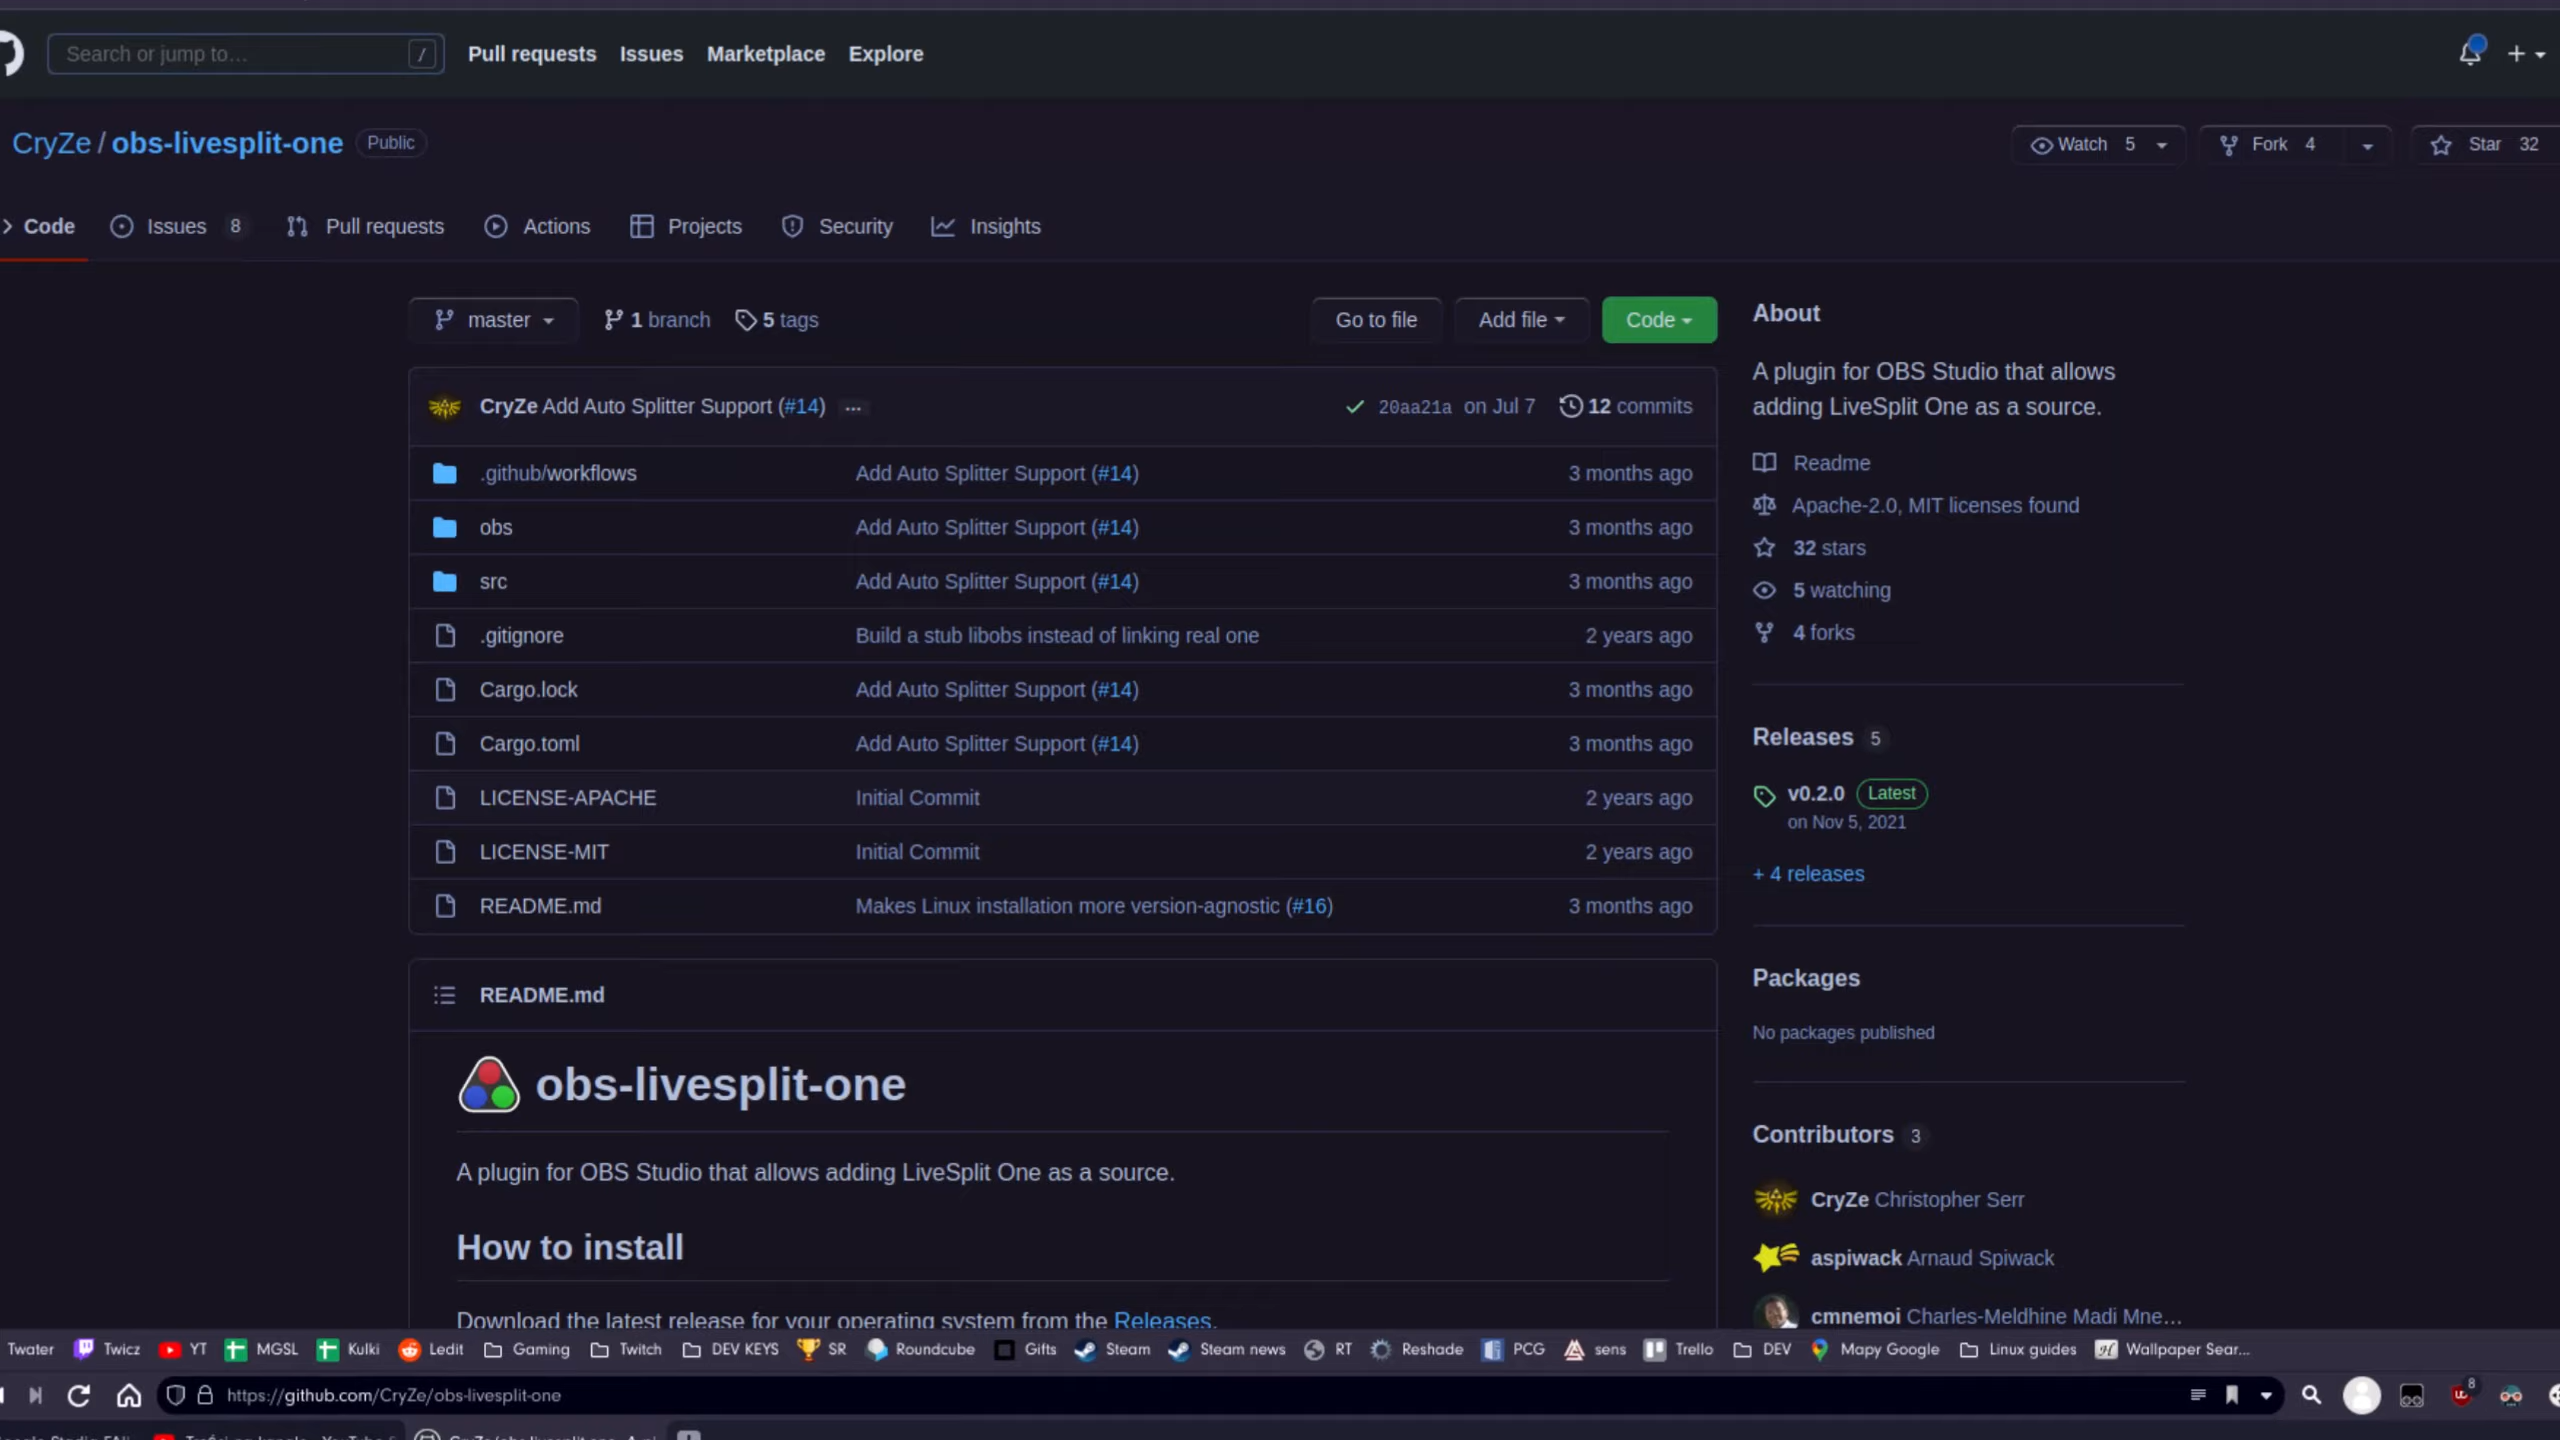 Search or jump to... /
Pull requests Issues Marketplace Explore
CryZe / obs-livesplit-one Public
Watch 5 Fork 4 Star 32
Code Issues 8 Pull requests Actions Projects Security Insights
master 1 branch 5 tags Go to file Add file Code
CryZe Add Auto Splitter Support (#14) ... 20aa21a on Jul 7 12 commits
.github/workflows Add Auto Splitter Support (#14) 3 months ago
obs Add Auto Splitter Support (#14) 3 months ago
src Add Auto Splitter Support (#14) 3 months ago
.gitignore Build a stub libobs instead of linking real one 2 years ago
Cargo.lock Add Auto Splitter Support (#14) 3 months ago
Cargo.toml Add Auto Splitter Support (#14) 3 months ago
LICENSE-APACHE Initial Commit 2 years ago
LICENSE-MIT Initial Commit 2 years ago
README.md Makes Linux installation more version-agnostic (#16) 3 months ago
README.md
obs-livesplit-one
A plugin for OBS Studio that allows adding LiveSplit One as a source.
How to install
Download the latest release for your operating system from the Releases.
About
A plugin for OBS Studio that allows
adding LiveSplit One as a source.
Readme
Apache-2.0, MIT licenses found
32 stars
5 watching
4 forks
Releases 5
v0.2.0 Latest
on Nov 5, 2021
+ 4 releases
Packages
No packages published
Contributors 3
CryZe Christopher Serr
aspiwack Arnaud Spiwack
cmnemoi Charles-Meldhine Madi Mne...
Twater Twicz YT MGSL Kulki Ledit Gaming Twitch DEV KEYS SR Roundcube Gifts Steam Steam news RT Reshade PCG sens Trello DEV Mapy Google Linux guides Wallpaper Sear...
https://github.com/CryZe/obs-livesplit-one 8